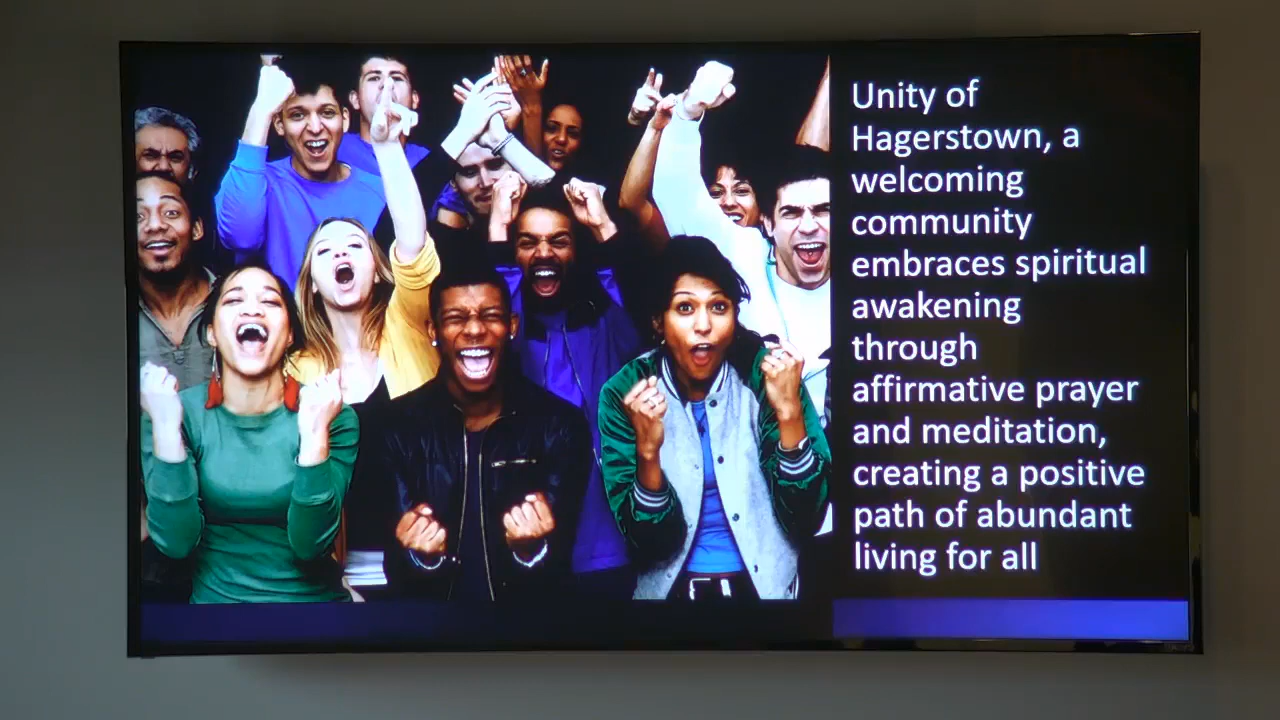 Unity of
Hagerstown, a
welcoming
community
embraces spiritual
awakening
through
affirmative prayer
and meditation,
creating a positive
path of abundant
living for all